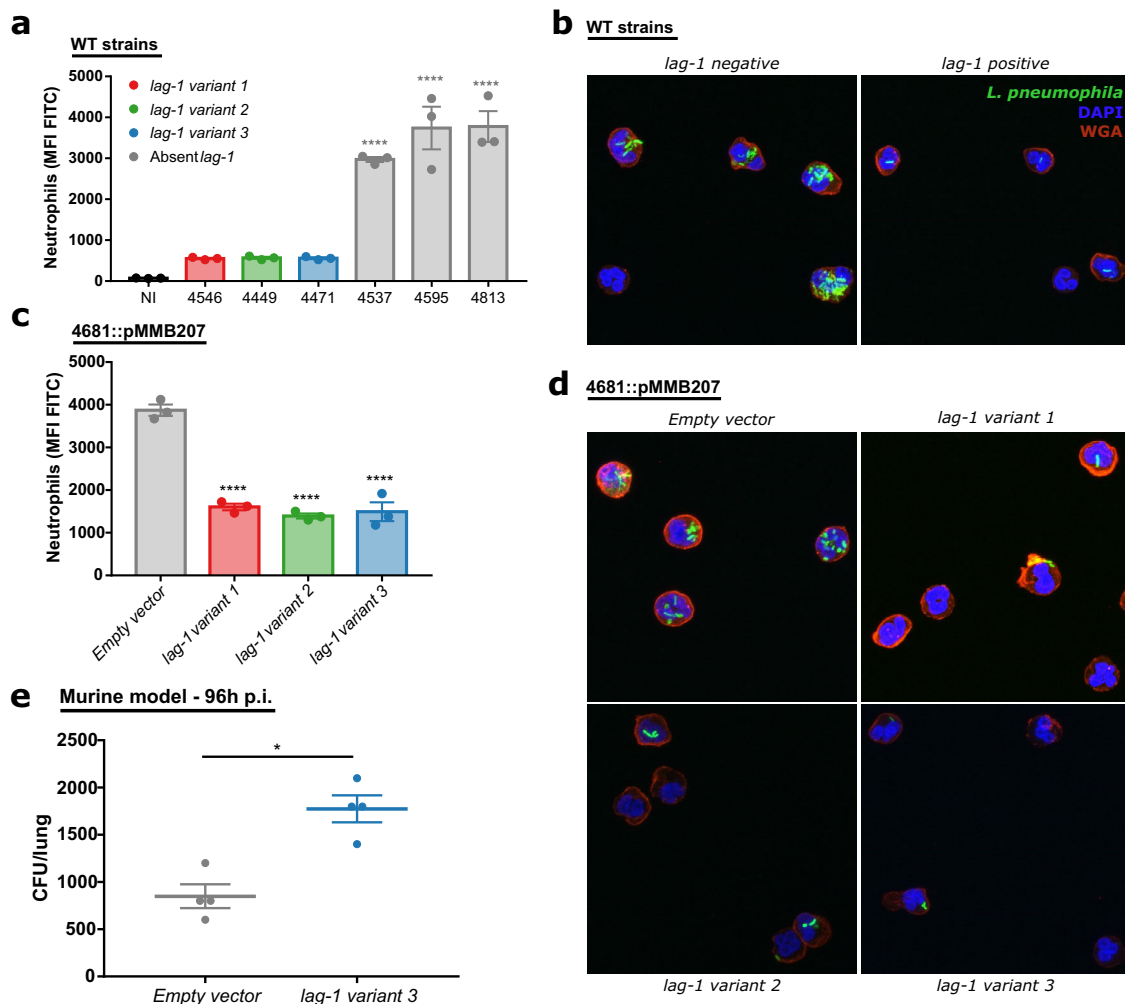 a
WT strains
Neutrophils (MFI FITC)
5000
4000
3000
2000
1000
0
lag-1 variant 1
lag-1 variant 2
lag-1 variant 3
Absent lag-1
****
****
****
NI
4546
4449
4471
4537
4595
4813
b
WT strains
lag-1 negative
lag-1 positive
L. pneumophila
DAPI
WGA
c
4681::pMMB207
Neutrophils (MFI FITC)
5000
4000
3000
2000
1000
0
****
****
****
Empty vector
lag-1 variant 1
lag-1 variant 2
lag-1 variant 3
d
4681::pMMB207
Empty vector
lag-1 variant 1
lag-1 variant 2
lag-1 variant 3
e
Murine model - 96h p.i.
CFU/lung
2500
2000
1500
1000
500
0
*
Empty vector
lag-1 variant 3